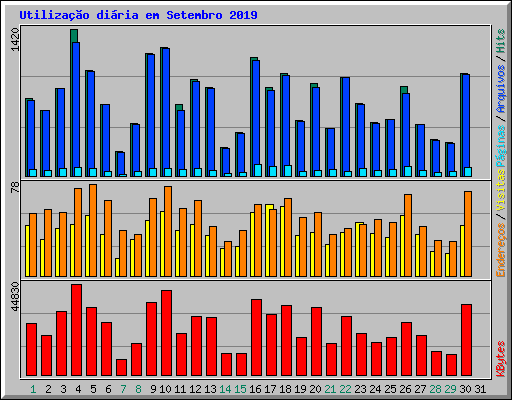 Utilização diária em Setembro 2019
1420
78
44830
KBytes
Endereços / Visitas
Páginas / Arquivos / Hits
1 2 3 4 5 6 7 8 9 10 11 12 13 14 15 16 17 18 19 20 21 22 23 24 25 26 27 28 29 30 31